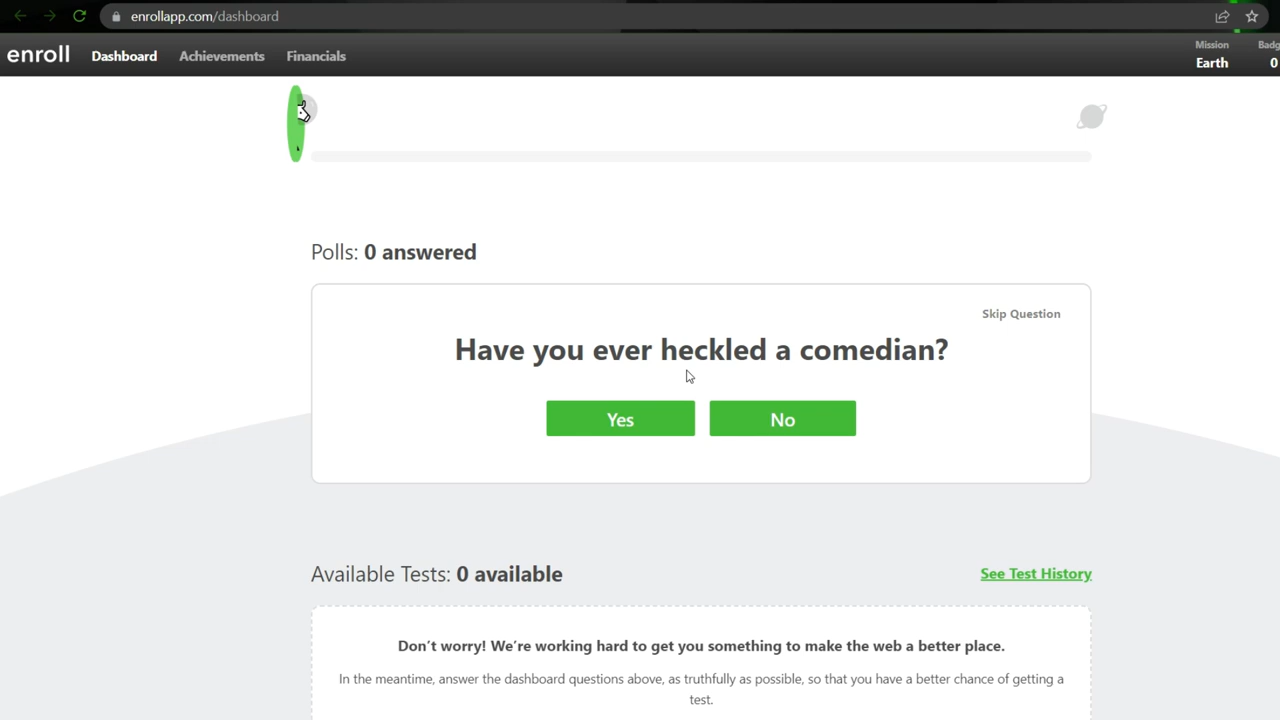 enrollapp.com/dashboard
enroll Dashboard Achievements Financials
Mission
Earth
0
Polls: 0 answered
Skip Question
Have you ever heckled a comedian?
Yes No
Available Tests: 0 available See Test History
Don't worry! We're working hard to get you something to make the web a better place.
In the meantime, answer the dashboard questions above, as truthfully as possible, so that you have a better chance of getting a
test.